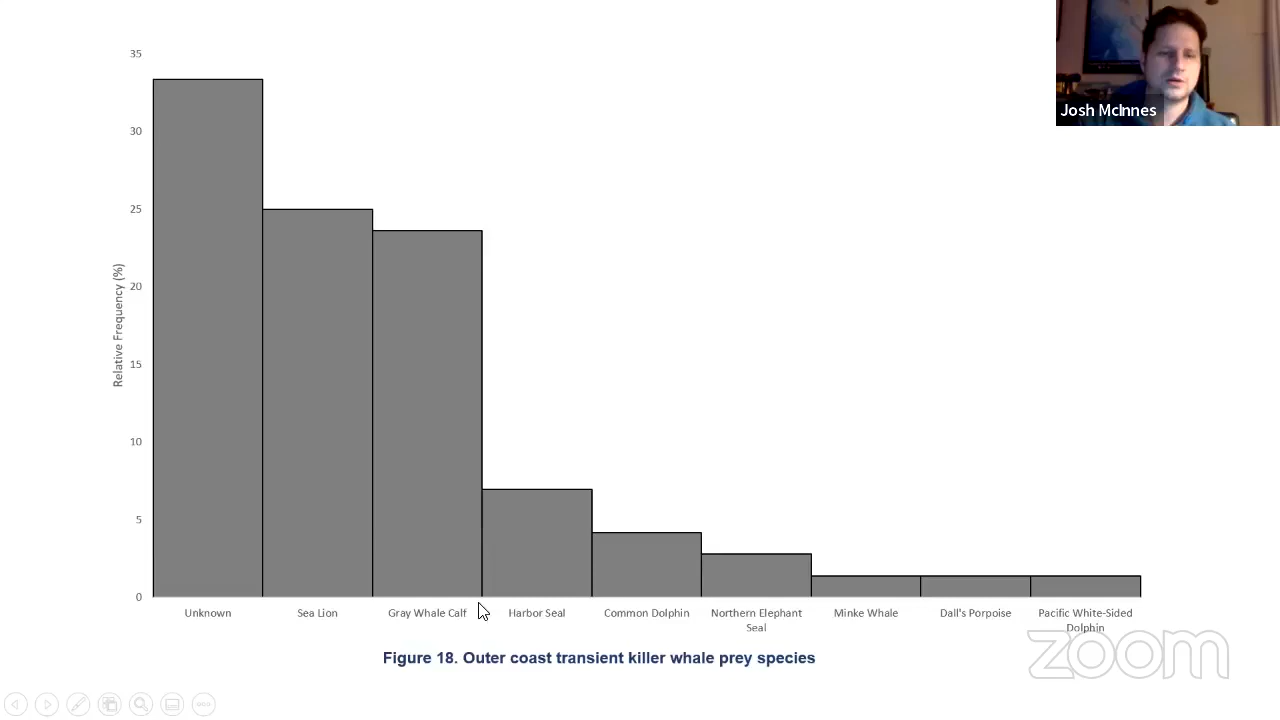 Josh McInnes
35
30
25
20
15
10
5
0
Relative Frequency (%)
Unknown
Sea Lion
Gray Whale Calf
Harbor Seal
Common Dolphin
Northern Elephant
Seal
Minke Whale
Dall's Porpoise
Pacific White-Sided
Dolphin
Figure 18. Outer coast transient killer whale prey species
zoom